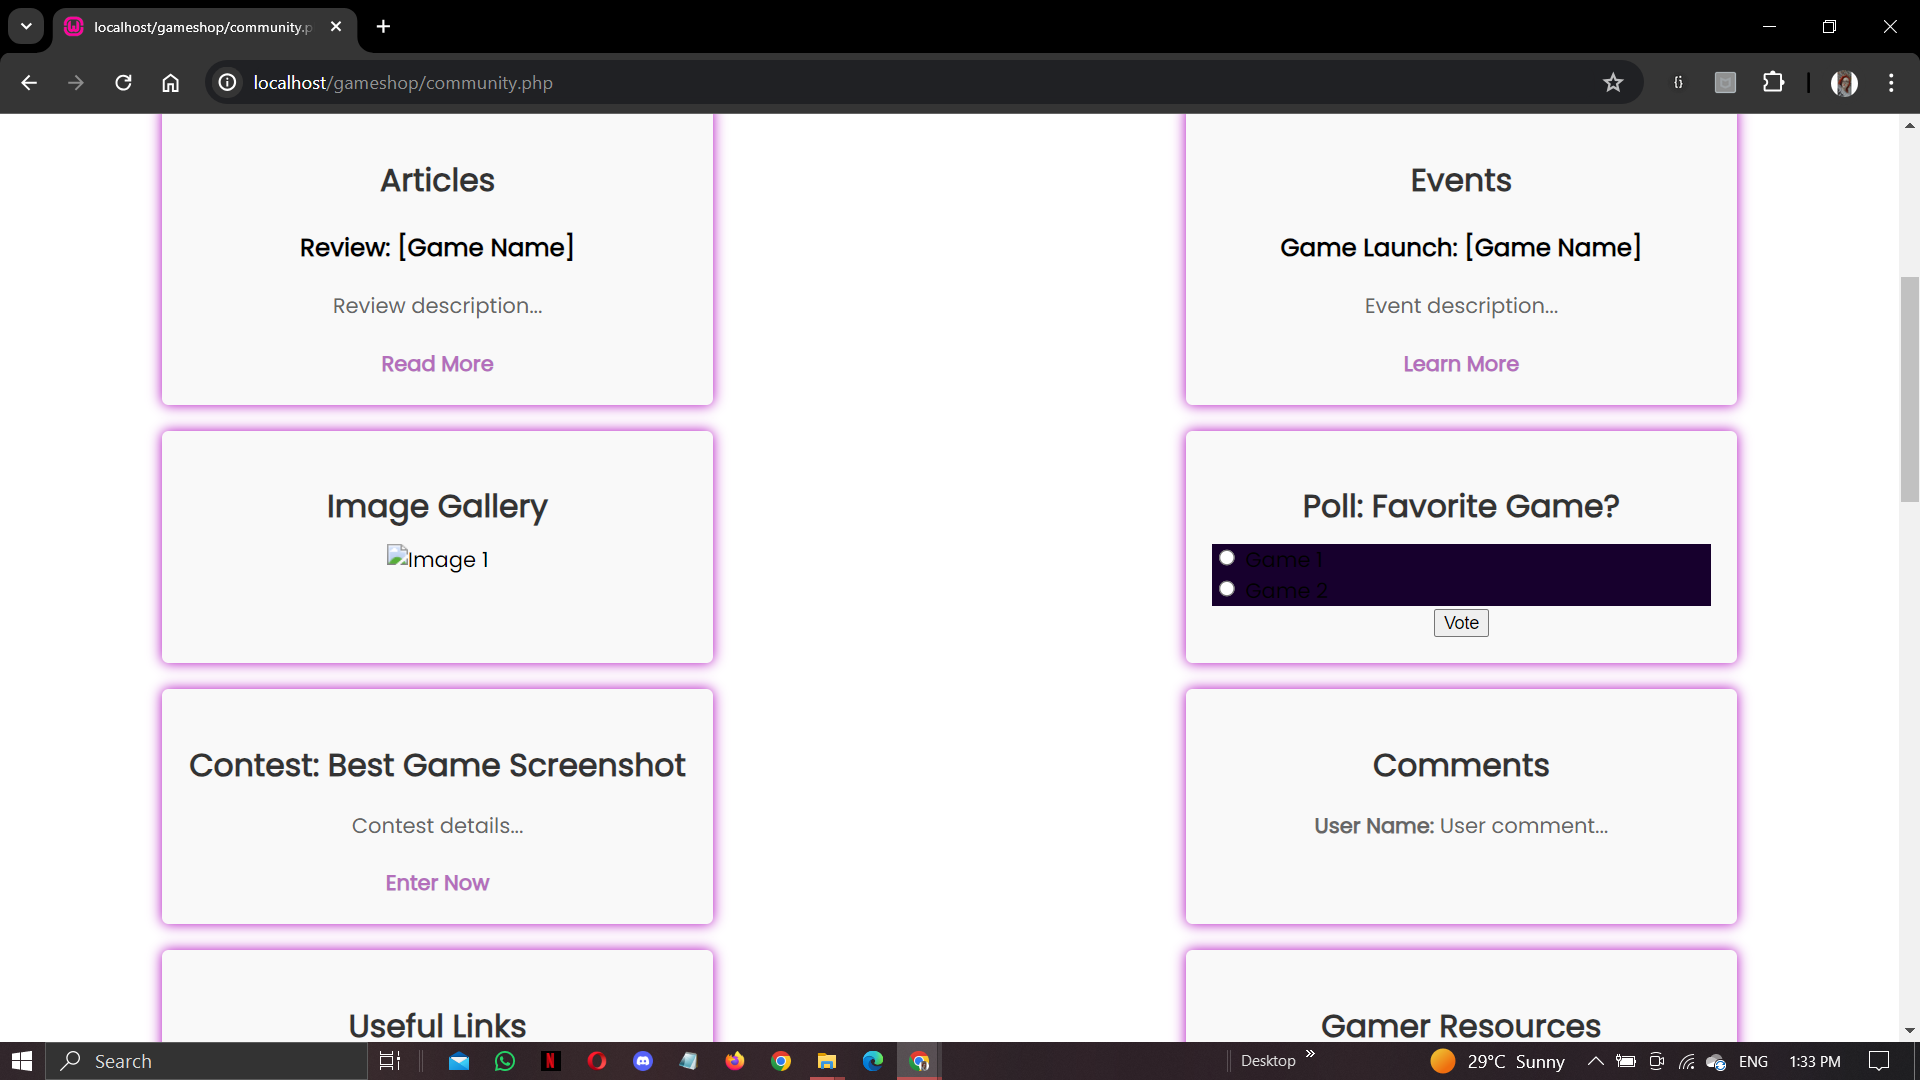 localhost/gameshop/community.p
localhost/gameshop/community.php
Articles
Review: [Game Name]
Review description...
Read More
Events
Game Launch: [Game Name]
Event description...
Learn More
Image Gallery
Image 1
Poll: Favorite Game?
Game 1
Game 2
Vote
Contest: Best Game Screenshot
Contest details...
Enter Now
Comments
User Name: User comment...
Useful Links
Gamer Resources
Search
Desktop
29°C Sunny
ENG
1:33 PM